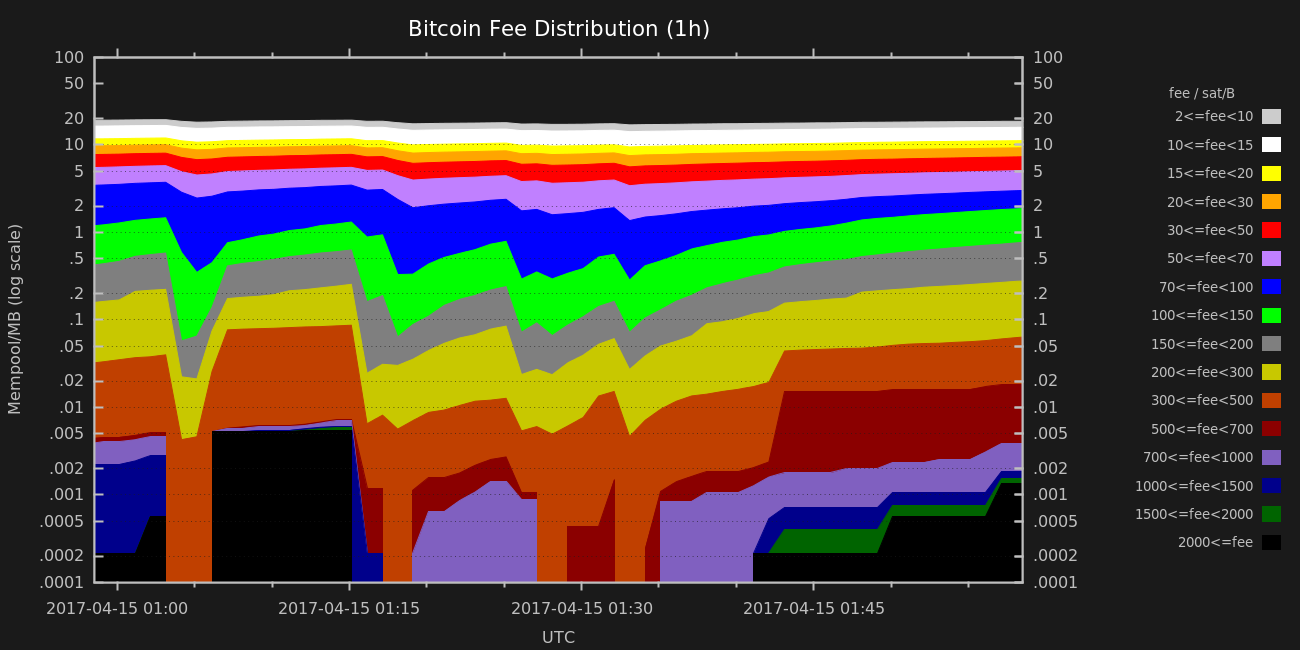 Bitcoin Fee Distribution (1h)
Mempool/MB (log scale)
100
50
20
10
5
2
1
.5
.2
.1
.05
.02
.01
.005
.002
.001
.0005
.0002
.0001
100
50
20
10
5
2
1
.5
.2
.1
.05
.02
.01
.005
.002
.001
.0005
.0002
.0001
fee / sat/B
2<=fee<10
10<=fee<15
15<=fee<20
20<=fee<30
30<=fee<50
50<=fee<70
70<=fee<100
100<=fee<150
150<=fee<200
200<=fee<300
300<=fee<500
500<=fee<700
700<=fee<1000
1000<=fee<1500
1500<=fee<2000
2000<=fee
2017-04-15 01:00
2017-04-15 01:15
2017-04-15 01:30
2017-04-15 01:45
UTC